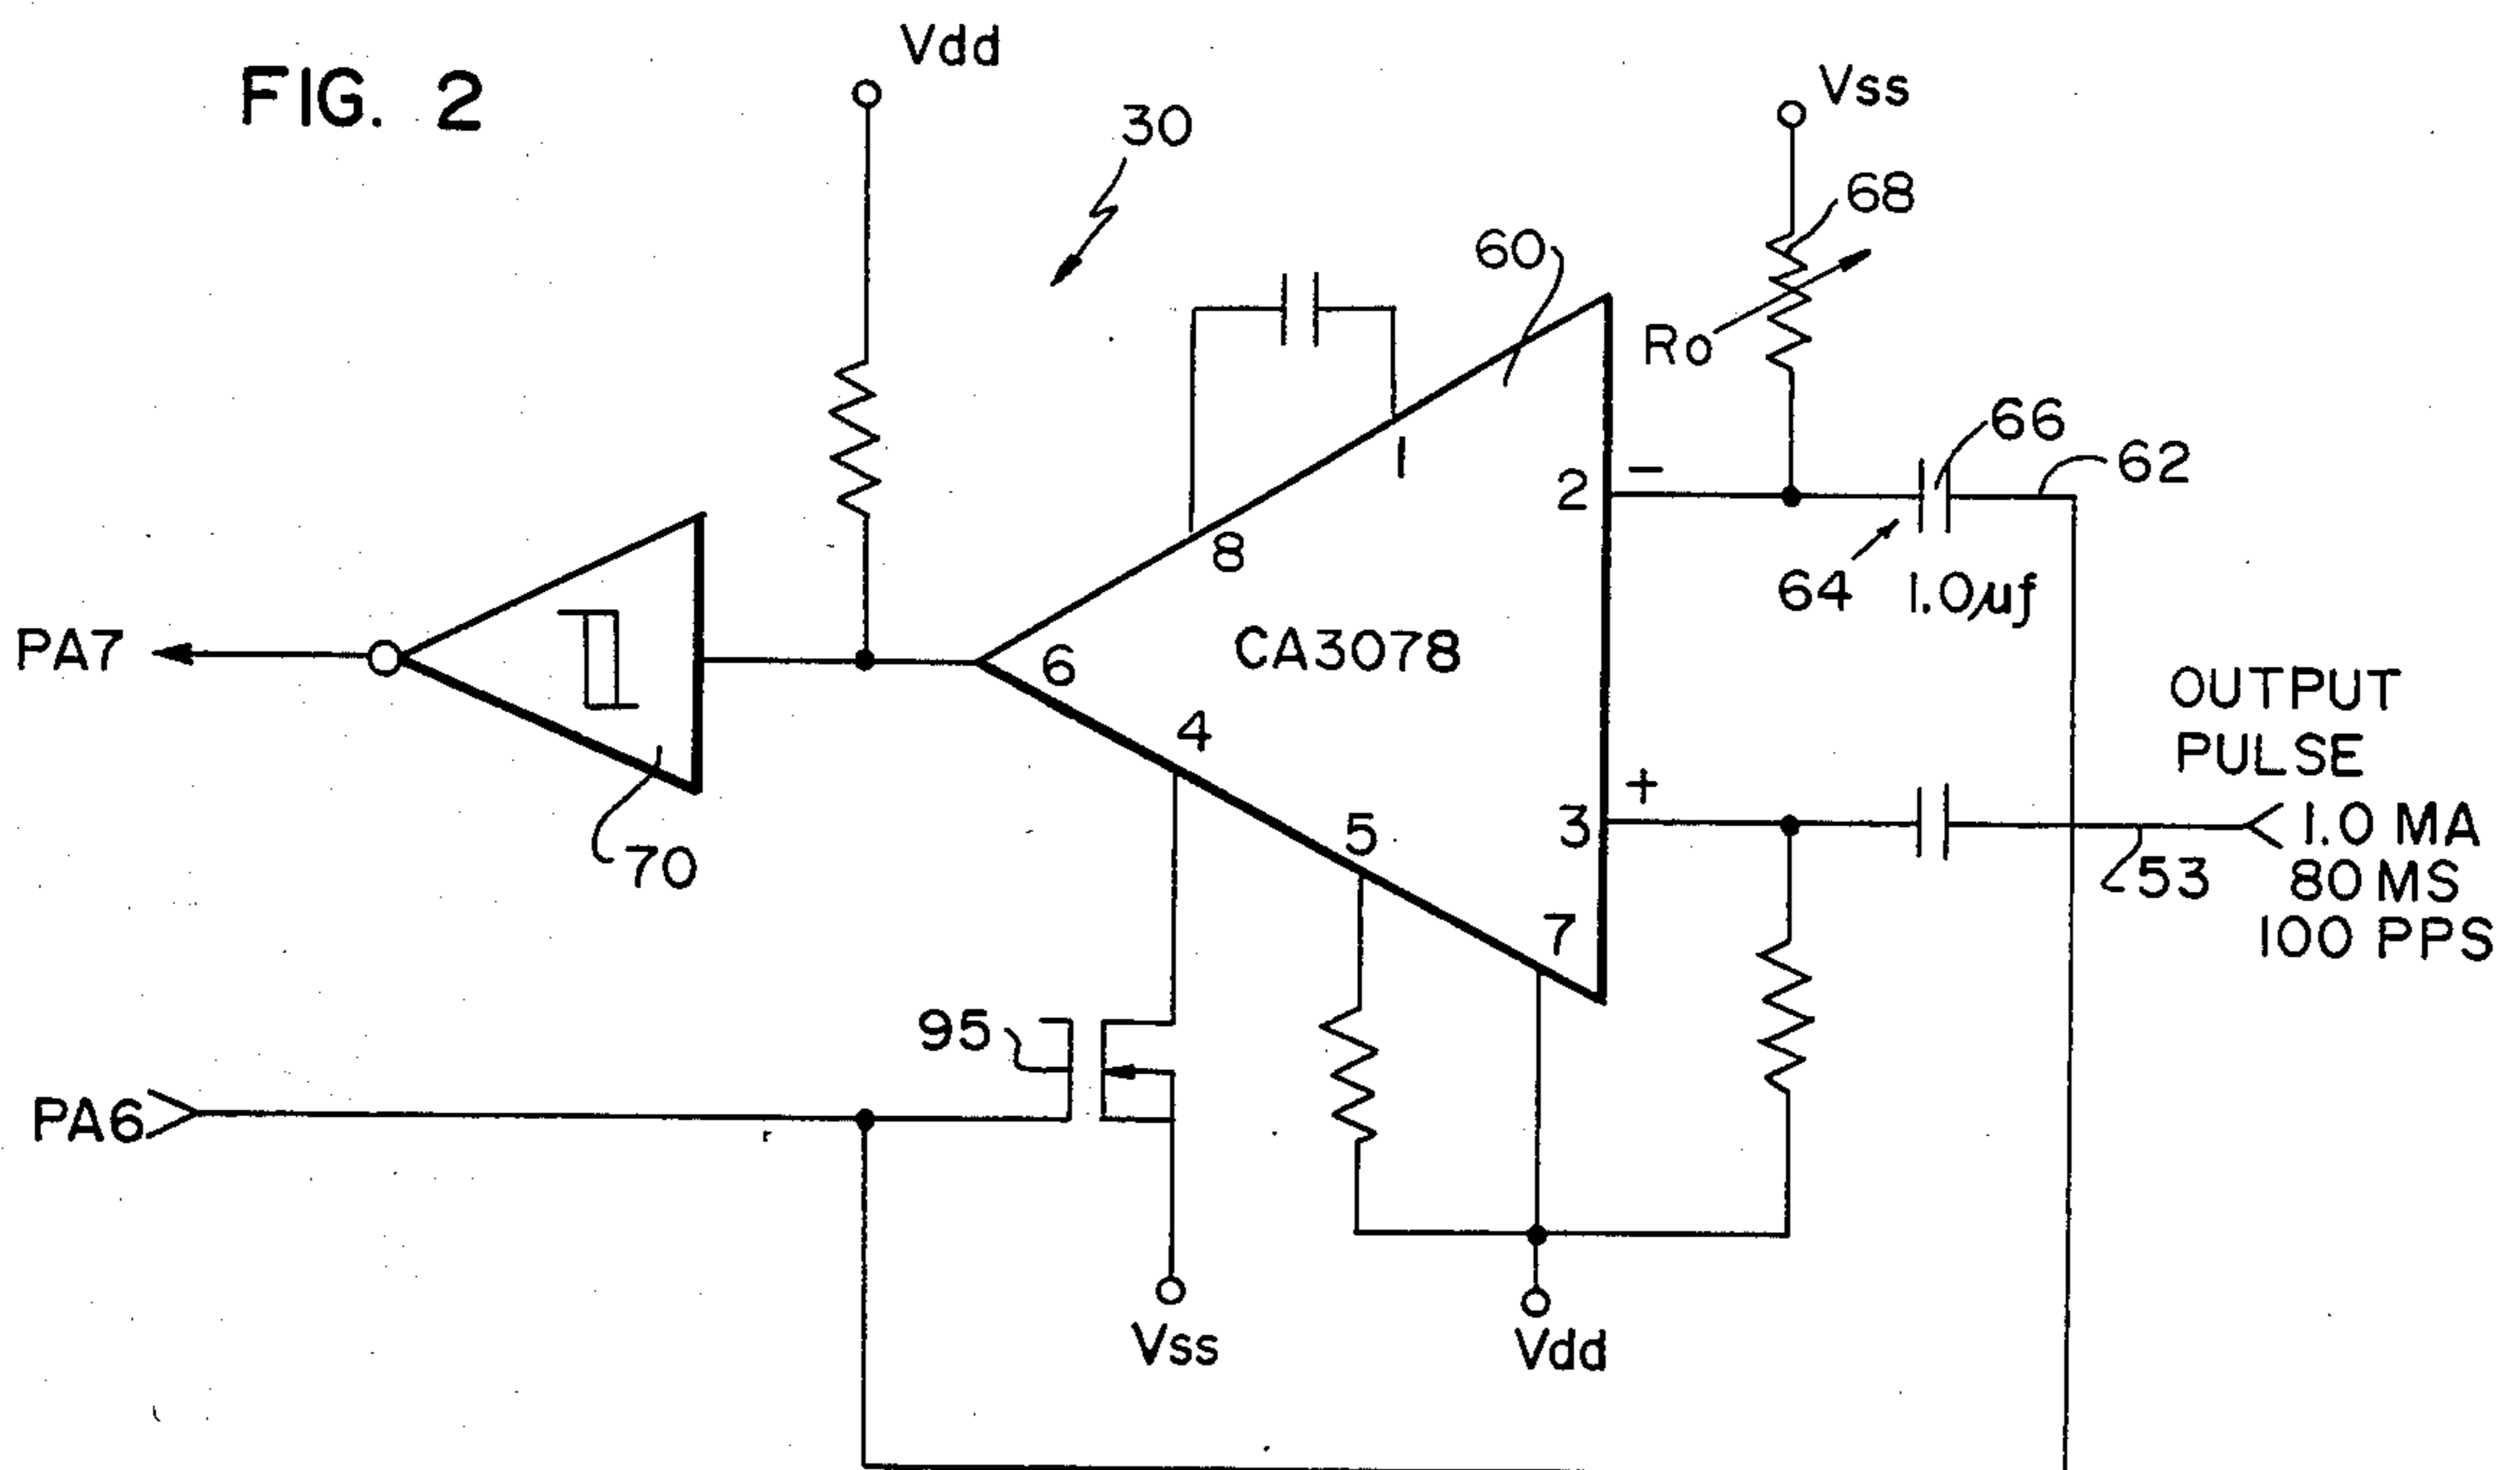 FIG. 2
Vdd
30
Vss
68
60
Ro
66
62
1
2
−
8
64
1.0µf
PA7
6
CA3078
OUTPUT
PULSE
4
+
3
5
1.0 MA
70
53
80 MS
7
100 PPS
95
PA6
Vss
Vdd